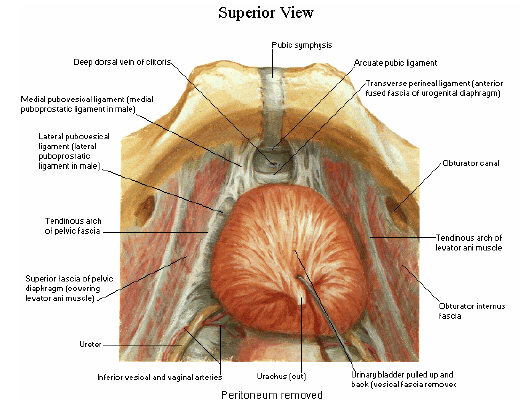 Superior View
Pubic symphysis
Deep dorsal vein of clitoris
Arcuate pubic ligament
Transverse perineal ligament (anterior
fused fascia of urogenital diaphragm)
Medial pubovesical ligament (medial
puboprostatic ligament in male)
Lateral pubovesical
ligament (lateral
puboprostatic
ligament in male)
Obturator canal
Tendinous arch
of pelvic fascia
Tendinous arch of
levator ani muscle
Superior fascia of pelvic
diaphragm (covering
levator ani muscle)
Obturator internus
fascia
Ureter
Inferior vesical and vaginal arteries
Urachus (cut)
Urinary bladder pulled up and
back (vesical fascia removed
Peritoneum removed